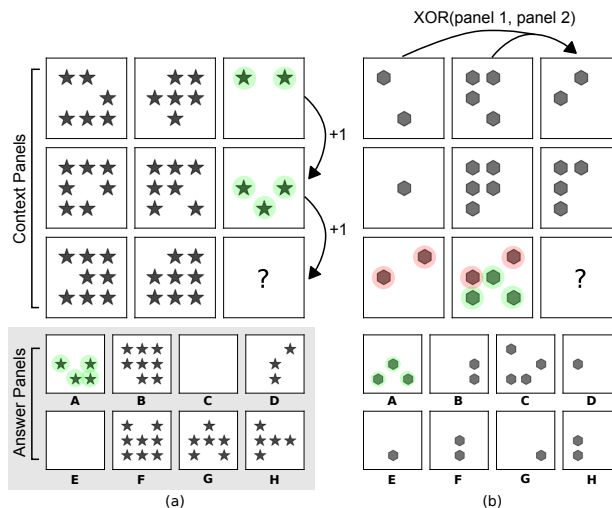 XOR(panel 1, panel 2)
Context Panels
+1
+1
?
?
Answer Panels
A B C D
E F G H
A B C D
E F G H
(a) (b)